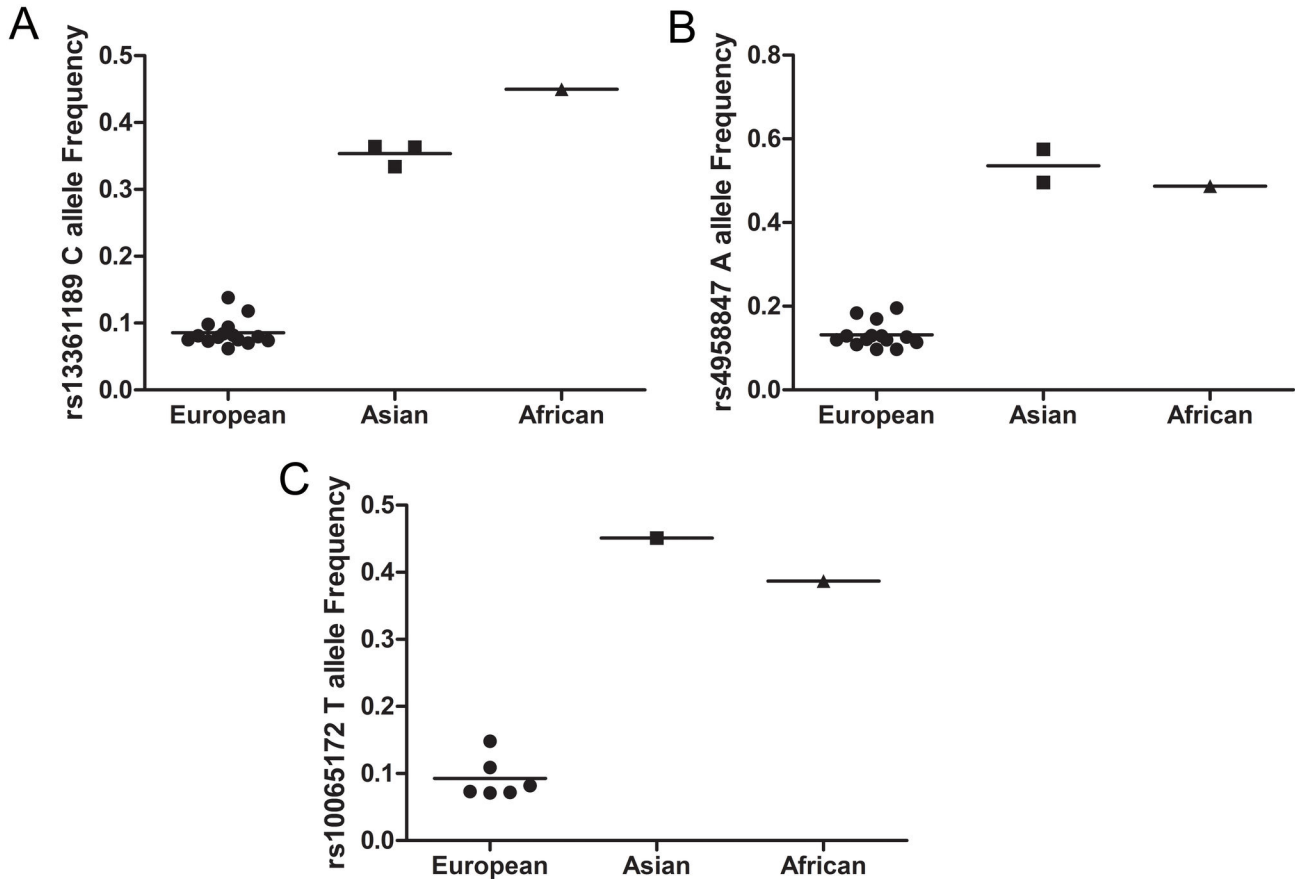 A
rs13361189 C allele Frequency
0.5
0.4
0.3
0.2
0.1
0.0
European Asian African
B
rs4958847 A allele Frequency
0.8
0.6
0.4
0.2
0.0
European Asian African
C
rs10065172 T allele Frequency
0.5
0.4
0.3
0.2
0.1
0.0
European Asian African